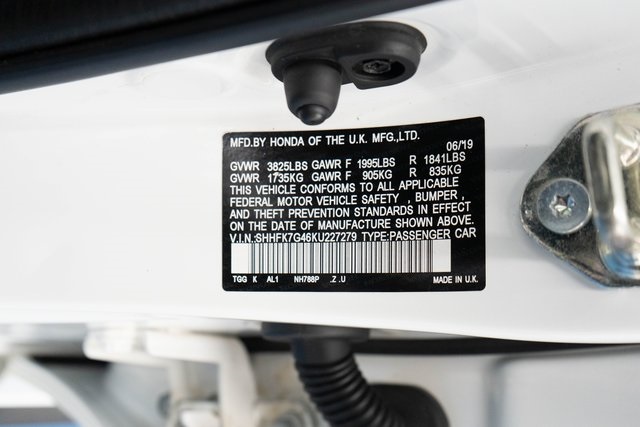 MFD.BY HONDA OF THE U.K. MFG.,LTD.
06/19
GVWR 3825LBS GAWR F 1995LBS R 1841LBS
GVWR 1735KG GAWR F 905KG R 835KG
THIS VEHICLE CONFORMS TO ALL APPLICABLE
FEDERAL MOTOR VEHICLE SAFETY , BUMPER ,
AND THEFT PREVENTION STANDARDS IN EFFECT
ON THE DATE OF MANUFACTURE SHOWN ABOVE.
V.I.N.:SHHFK7G46KU227279 TYPE:PASSENGER CAR
TGG K AL1 NH788P .Z .U MADE IN U.K.